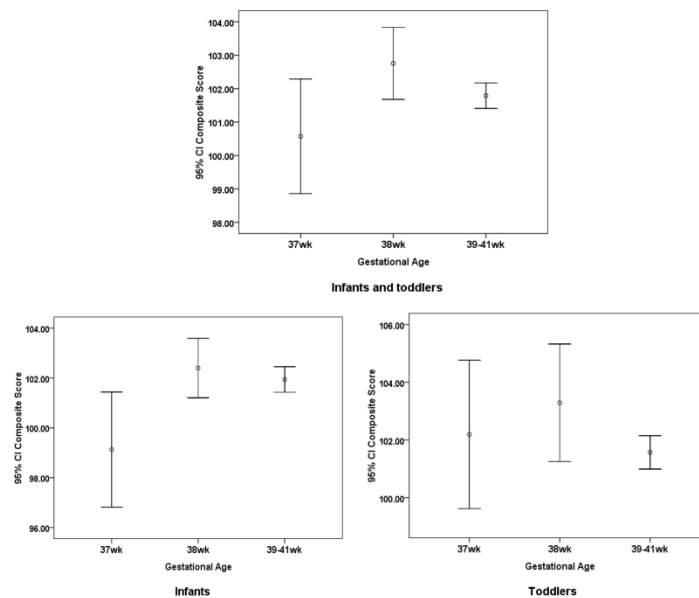 95% CI Composite Score
104.00
103.00
102.00
101.00
100.00
99.00
98.00
37wk 38wk 39-41wk
Gestational Age
Infants and toddlers
95% CI Composite Score
104.00
102.00
100.00
98.00
96.00
37wk 38wk 39-41wk
Gestational Age
Infants
95% CI Composite Score
106.00
104.00
102.00
100.00
37wk 38wk 39-41wk
Gestational Age
Toddlers